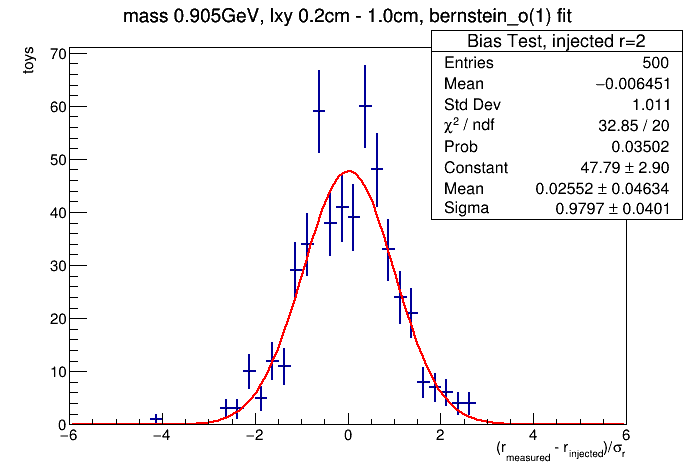 mass 0.905GeV, lxy 0.2cm - 1.0cm, bernstein_o(1) fit
Bias Test, injected r=2
Entries 500
Mean −0.006451
Std Dev 1.011
χ² / ndf 32.85 / 20
Prob 0.03502
Constant 47.79 ± 2.90
Mean 0.02552 ± 0.04634
Sigma 0.9797 ± 0.0401
toys
70
60
50
40
30
20
10
0
−6 −4 −2 0 2 4 6
(r_measured - r_injected)/σ_r